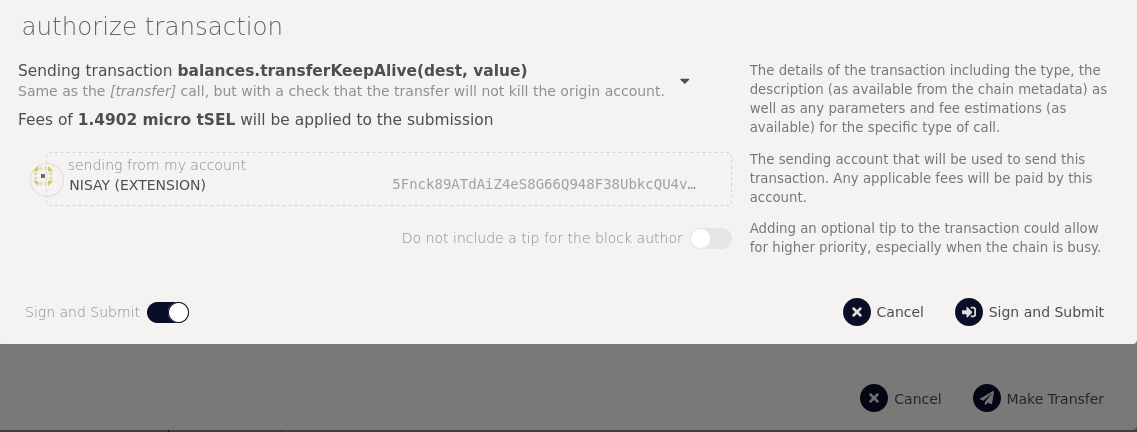 authorize transaction
Sending transaction balances.transferKeepAlive(dest, value)
Same as the [transfer] call, but with a check that the transfer will not kill the origin account.
Fees of 1.4902 micro tSEL will be applied to the submission
The details of the transaction including the type, the
description (as available from the chain metadata) as
well as any parameters and fee estimations (as
available) for the specific type of call.
sending from my account
NISAY (EXTENSION) 5Fnck89ATdAiZ4eS8G66Q948F38UbkcQU4v…
The sending account that will be used to send this
transaction. Any applicable fees will be paid by this
account.
Do not include a tip for the block author
Adding an optional tip to the transaction could allow
for higher priority, especially when the chain is busy.
Sign and Submit
Cancel Sign and Submit
Cancel Make Transfer